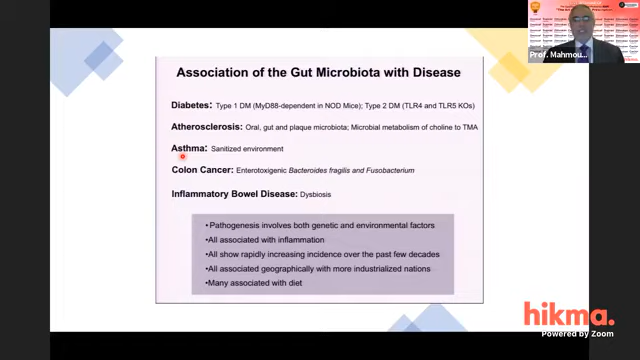 Association of the Gut Microbiota with Disease
Diabetes: Type 1 DM (MyD88-dependent in NOD Mice); Type 2 DM (TLR4 and TLR5 KOs)
Atherosclerosis: Oral, gut and plaque microbiota; Microbial metabolism of choline to TMA
Asthma: Sanitized environment
Colon Cancer: Enterotoxigenic Bacteroides fragilis and Fusobacterium
Inflammatory Bowel Disease: Dysbiosis
• Pathogenesis involves both genetic and environmental factors
• All associated with inflammation
• All show rapidly increasing incidence over the past few decades
• All associated geographically with more industrialized nations
• Many associated with diet
Prof. Mahmou...
hikma.
Powered by Zoom